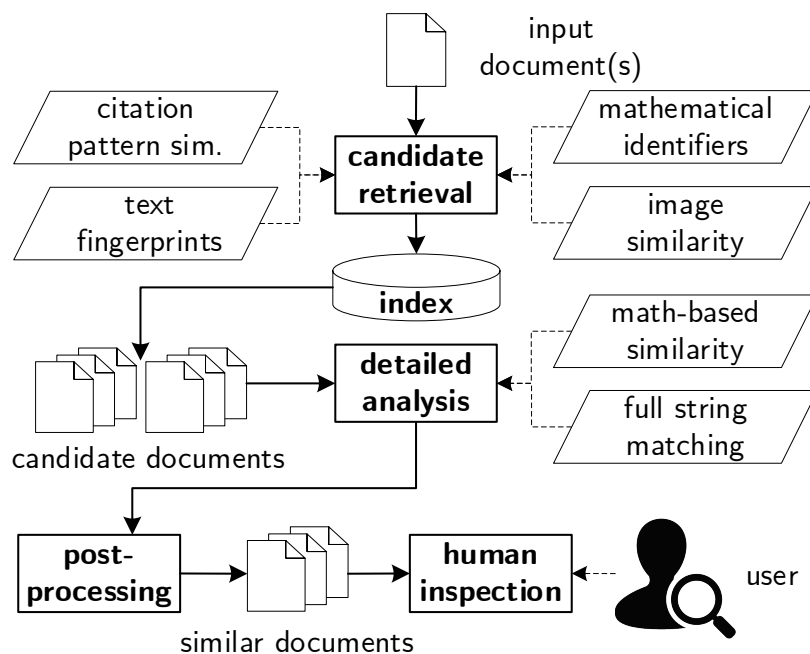 input
document(s)
citation
pattern sim.
mathematical
identifiers
candidate
retrieval
text
fingerprints
image
similarity
index
math-based
similarity
detailed
analysis
full string
matching
candidate documents
post-
processing
human
inspection
user
similar documents